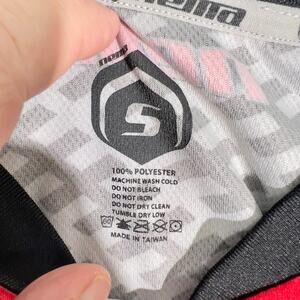 S
100% POLYESTER
MACHINE WASH COLD
DO NOT BLEACH
DO NOT IRON
DO NOT DRY CLEAN
TUMBLE DRY LOW
MADE IN TAIWAN